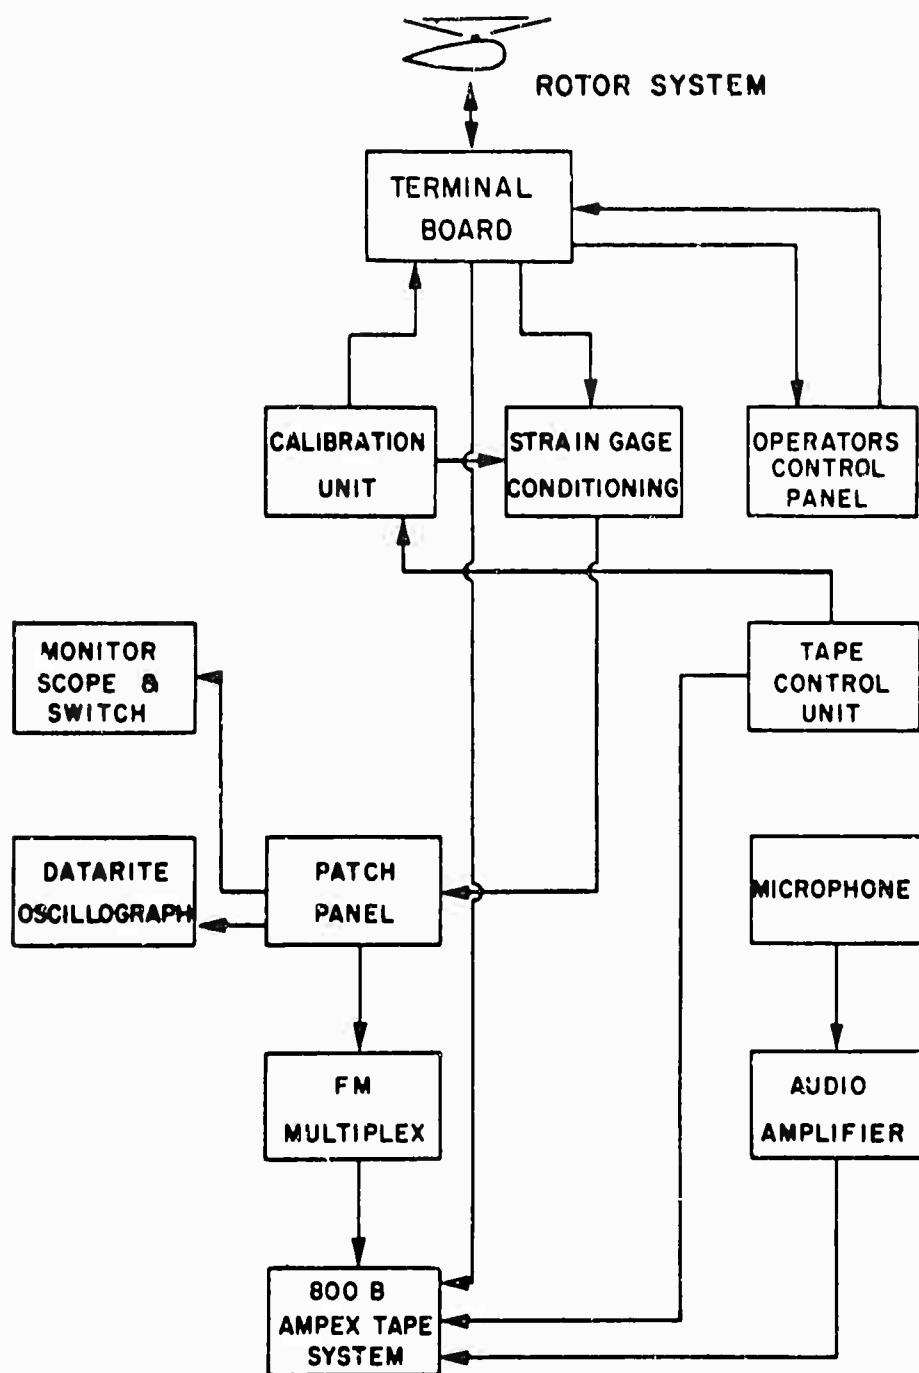 ROTOR SYSTEM
TERMINAL
BOARD
CALIBRATION
UNIT
STRAIN GAGE
CONDITIONING
OPERATORS
CONTROL
PANEL
MONITOR
SCOPE &
SWITCH
TAPE
CONTROL
UNIT
DATARITE
OSCILLOGRAPH
PATCH
PANEL
MICROPHONE
FM
MULTIPLEX
AUDIO
AMPLIFIER
800 B
AMPEX TAPE
SYSTEM